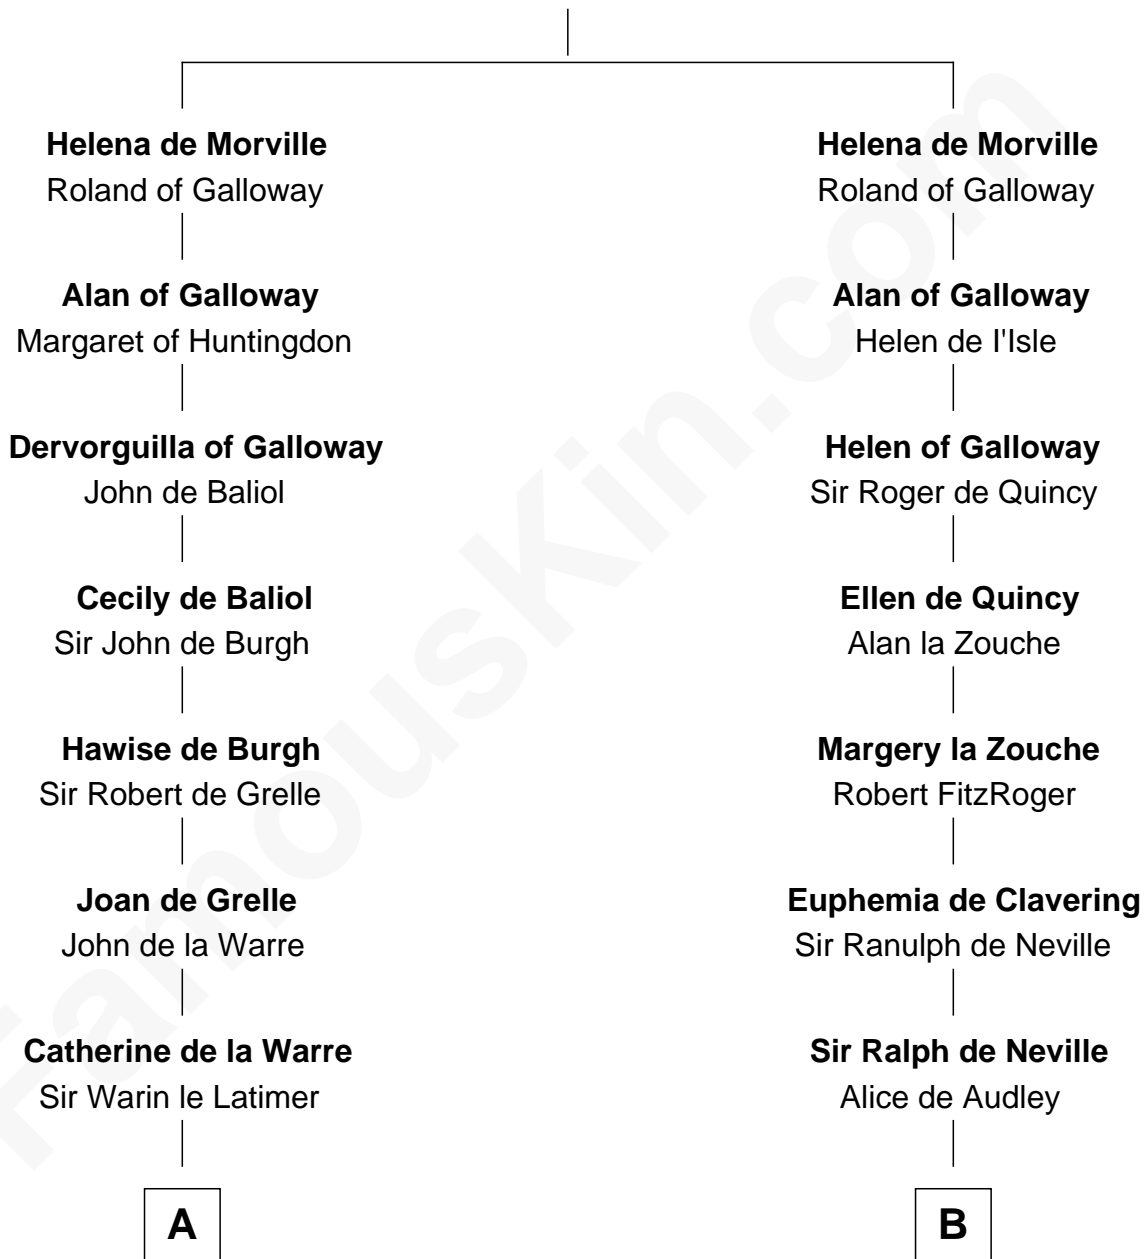 Helena de Morville
Roland of Galloway
Alan of Galloway
Margaret of Huntingdon
Dervorguilla of Galloway
John de Baliol
Cecily de Baliol
Sir John de Burgh
Hawise de Burgh
Sir Robert de Grelle
Joan de Grelle
John de la Warre
Catherine de la Warre
Sir Warin le Latimer
A
Helena de Morville
Roland of Galloway
Alan of Galloway
Helen de I'Isle
Helen of Galloway
Sir Roger de Quincy
Ellen de Quincy
Alan la Zouche
Margery la Zouche
Robert FitzRoger
Euphemia de Clavering
Sir Ranulph de Neville
Sir Ralph de Neville
Alice de Audley
B
FamousKin.com